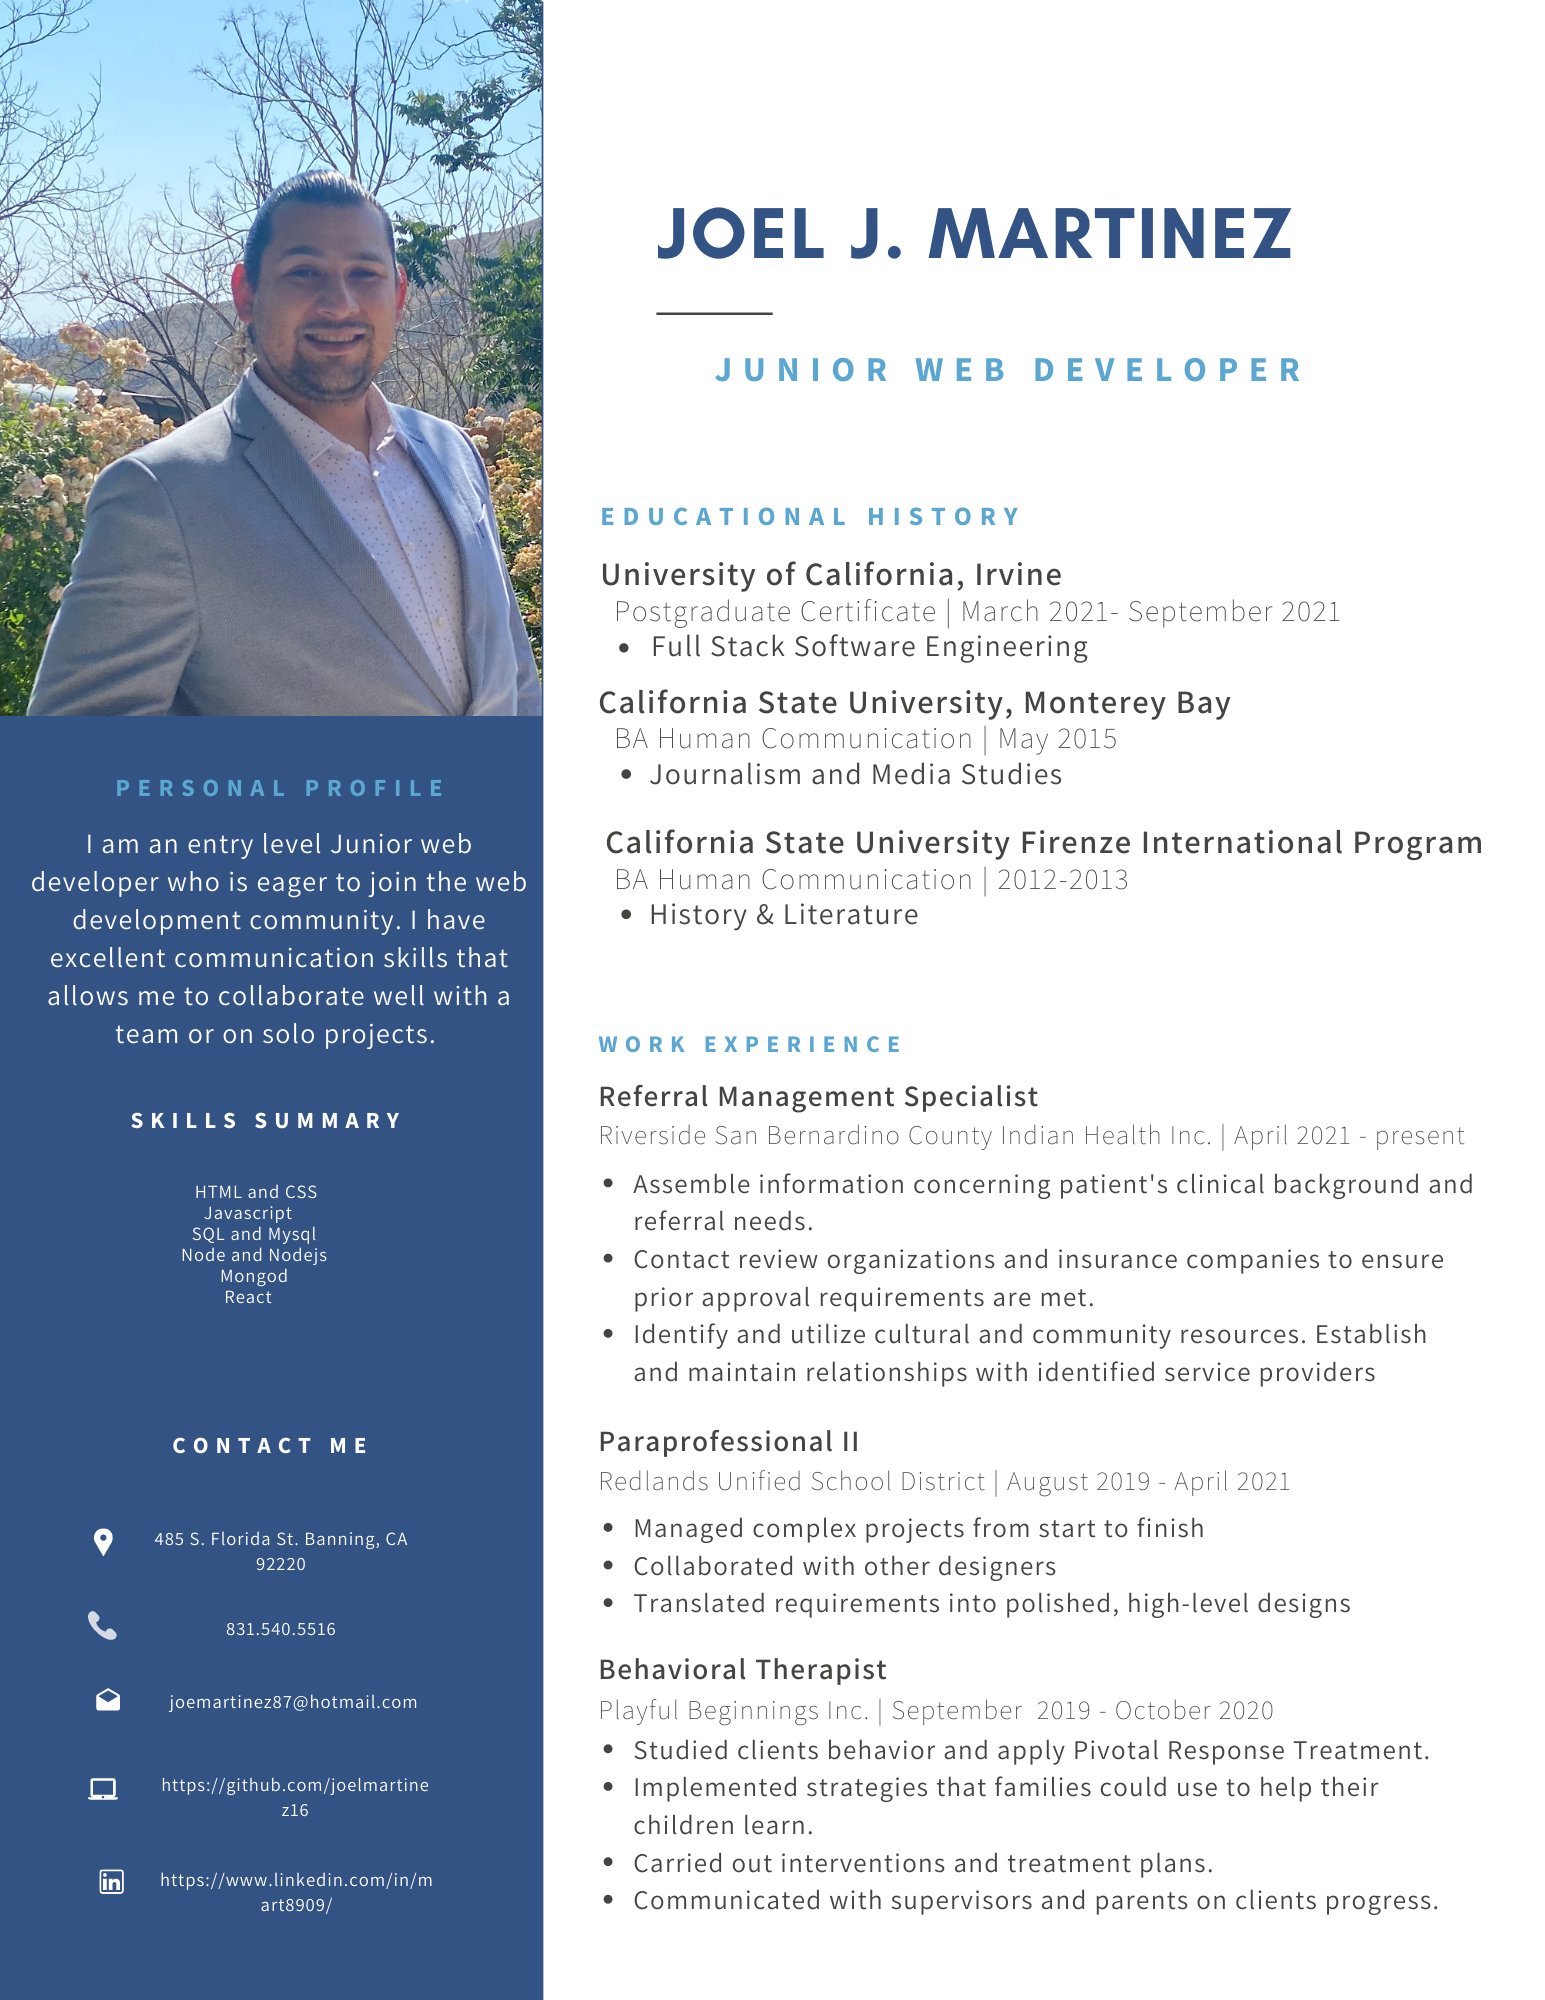 JOEL J. MARTINEZ
JUNIOR WEB DEVELOPER
EDUCATIONAL HISTORY
University of California, Irvine
Postgraduate Certificate | March 2021- September 2021
• Full Stack Software Engineering
California State University, Monterey Bay
BA Human Communication | May 2015
• Journalism and Media Studies
California State University Firenze International Program
BA Human Communication | 2012-2013
• History & Literature
WORK EXPERIENCE
Referral Management Specialist
Riverside San Bernardino County Indian Health Inc. | April 2021 - present
• Assemble information concerning patient's clinical background and
referral needs.
• Contact review organizations and insurance companies to ensure
prior approval requirements are met.
• Identify and utilize cultural and community resources. Establish
and maintain relationships with identified service providers
Paraprofessional II
Redlands Unified School District | August 2019 - April 2021
• Managed complex projects from start to finish
• Collaborated with other designers
• Translated requirements into polished, high-level designs
Behavioral Therapist
Playful Beginnings Inc. | September 2019 - October 2020
• Studied clients behavior and apply Pivotal Response Treatment.
• Implemented strategies that families could use to help their
children learn.
• Carried out interventions and treatment plans.
• Communicated with supervisors and parents on clients progress.
PERSONAL PROFILE
I am an entry level Junior web
developer who is eager to join the web
development community. I have
excellent communication skills that
allows me to collaborate well with a
team or on solo projects.
SKILLS SUMMARY
HTML and CSS
Javascript
SQL and Mysql
Node and Nodejs
Mongod
React
CONTACT ME
485 S. Florida St. Banning, CA
92220
831.540.5516
joemartinez87@hotmail.com
https://github.com/joelmartine
z16
https://www.linkedin.com/in/m
art8909/